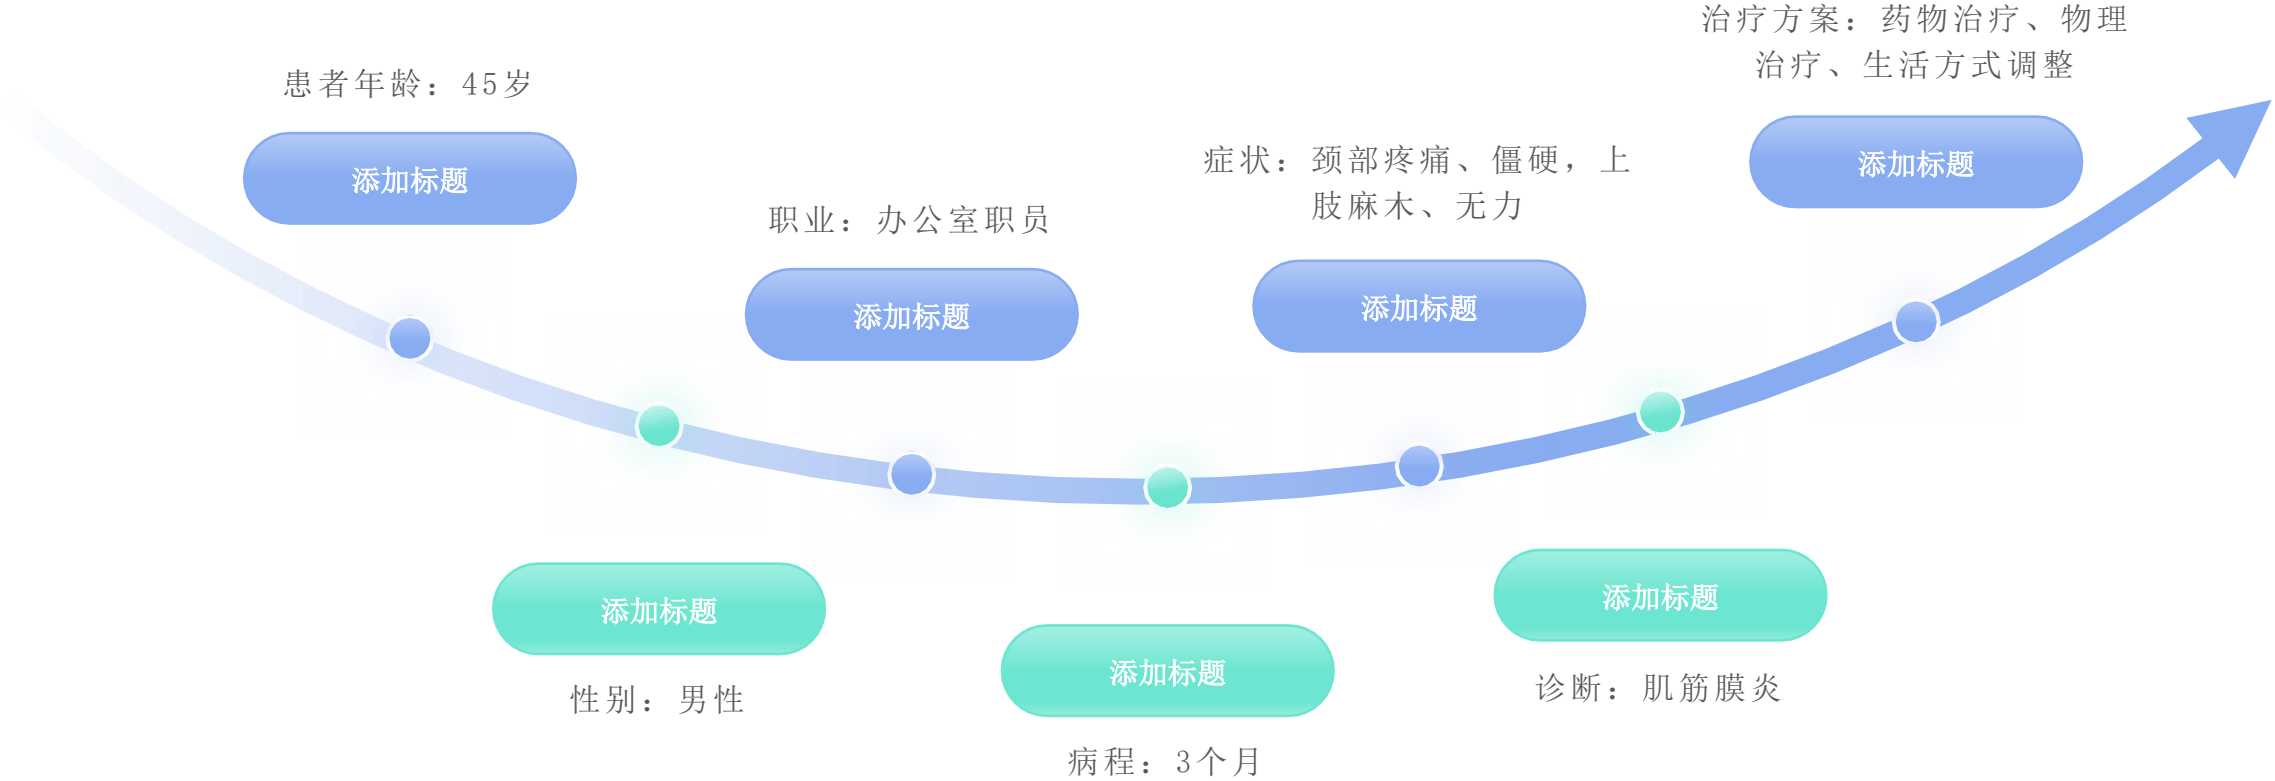 患者年龄：45岁
添加标题
添加标题
性别：男性
职业：办公室职员
添加标题
添加标题
病程：3个月
症状：颈部疼痛、僵硬，上
肢麻木、无力
添加标题
添加标题
诊断：肌筋膜炎
治疗方案：药物治疗、物理
治疗、生活方式调整
添加标题